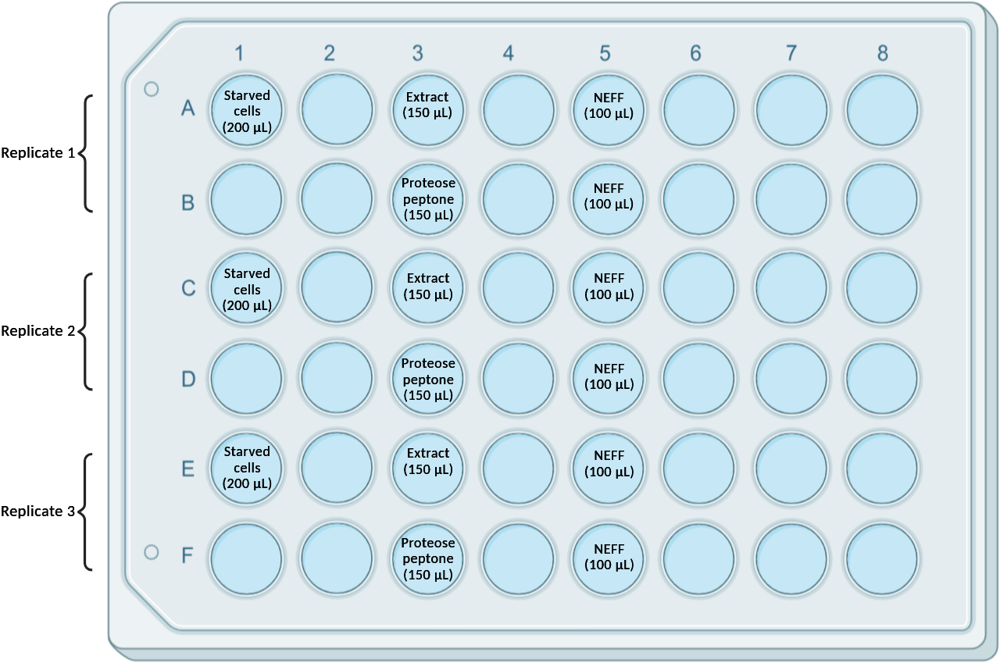 1 2 3 4 5 6 7 8
Replicate 1
A
Starved
cells
(200 µL)
Extract
(150 µL)
NEFF
(100 µL)
B
Proteose
peptone
(150 µL)
NEFF
(100 µL)
Replicate 2
C
Starved
cells
(200 µL)
Extract
(150 µL)
NEFF
(100 µL)
D
Proteose
peptone
(150 µL)
NEFF
(100 µL)
Replicate 3
E
Starved
cells
(200 µL)
Extract
(150 µL)
NEFF
(100 µL)
F
Proteose
peptone
(150 µL)
NEFF
(100 µL)